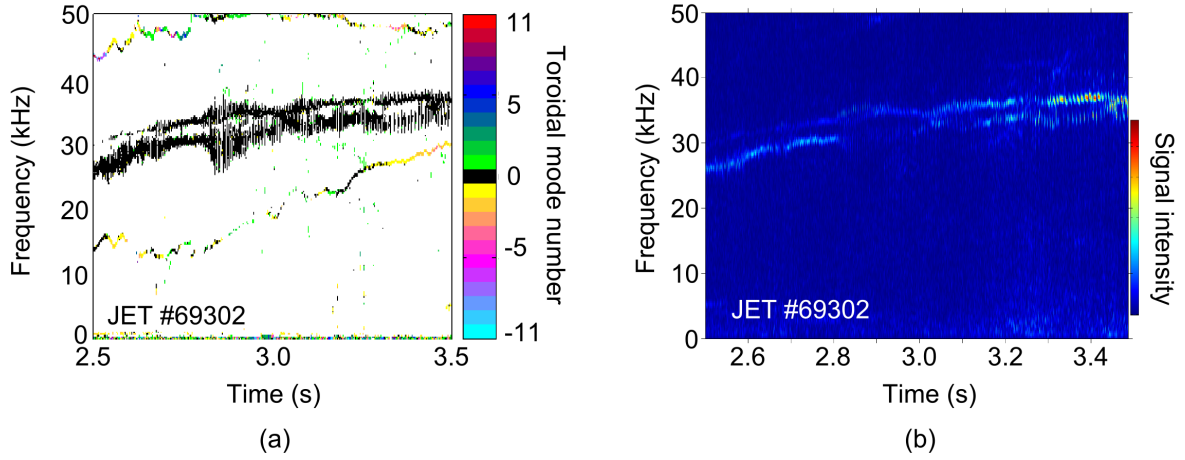 50
40
30
20
10
0
Frequency (kHz)
JET #69302
2.5
3.0
3.5
Time (s)
(a)
11
5
0
-5
-11
Toroidal mode number
50
40
30
20
10
0
Frequency (kHz)
JET #69302
2.6
2.8
3.0
3.2
3.4
Time (s)
(b)
Signal intensity